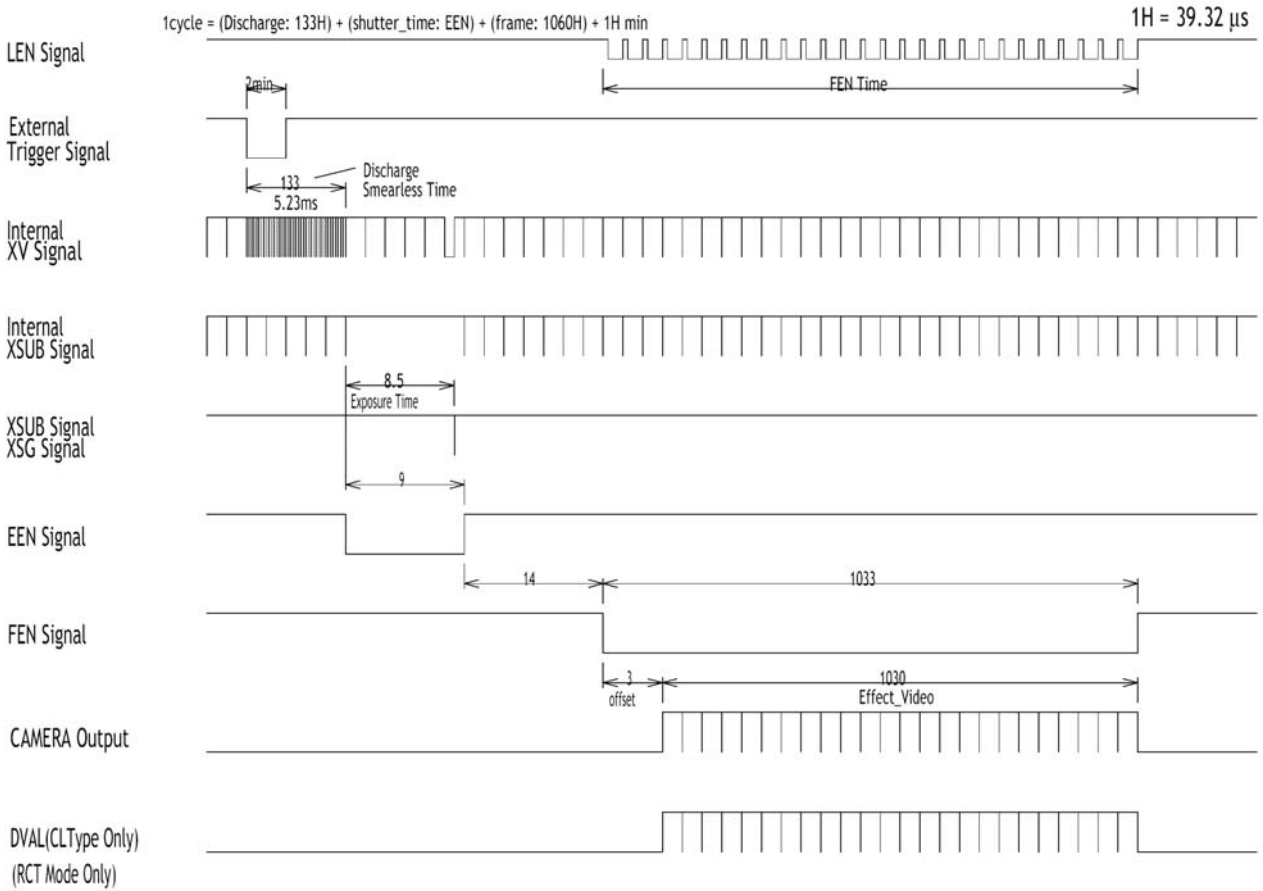 1cycle = (Discharge: 133H) + (shutter_time: EEN) + (frame: 1060H) + 1H min
1H = 39.32 µs
LEN Signal
2min
FEN Time
External
Trigger Signal
133
5.23ms
Discharge
Smearless Time
Internal
XV Signal
Internal
XSUB Signal
8.5
Exposure Time
XSUB Signal
XSG Signal
9
EEN Signal
14
1033
FEN Signal
3
offset
1030
Effect_Video
CAMERA Output
DVAL(CLType Only)
(RCT Mode Only)